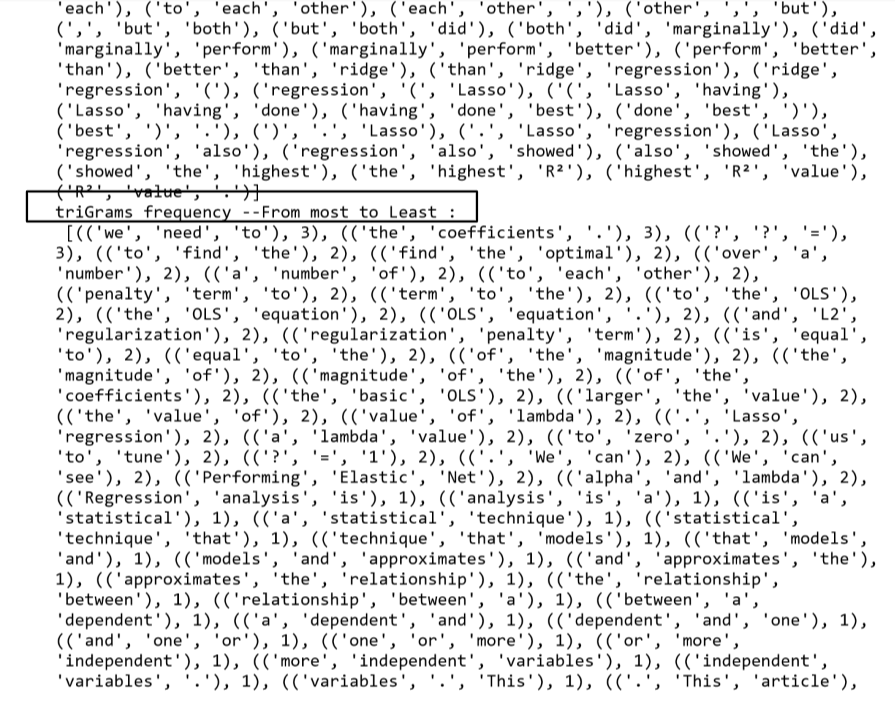 'each'), ('to', 'each', 'other'), ('each', 'other', ','), ('other', ',', 'but'),
(',', 'but', 'both'), ('but', 'both', 'did'), ('both', 'did', 'marginally'), ('did',
'marginally', 'perform'), ('marginally', 'perform', 'better'), ('perform', 'better',
'than'), ('better', 'than', 'ridge'), ('than', 'ridge', 'regression'), ('ridge',
'regression', '('), ('regression', '(', 'Lasso'), ('(', 'Lasso', 'having'),
('Lasso', 'having', 'done'), ('having', 'done', 'best'), ('done', 'best', ')'),
('best', ')', '.'), (')', '.', 'Lasso'), ('.', 'Lasso', 'regression'), ('Lasso',
'regression', 'also'), ('regression', 'also', 'showed'), ('also', 'showed', 'the'),
('showed', 'the', 'highest'), ('the', 'highest', 'R²'), ('highest', 'R²', 'value'),
('R²', 'value', '.')]
triGrams frequency --From most to Least :
[(('we', 'need', 'to'), 3), (('the', 'coefficients', '.'), 3), (('?', '?', '='),
3), (('to', 'find', 'the'), 2), (('find', 'the', 'optimal'), 2), (('over', 'a',
'number'), 2), (('a', 'number', 'of'), 2), (('to', 'each', 'other'), 2),
(('penalty', 'term', 'to'), 2), (('term', 'to', 'the'), 2), (('to', 'the', 'OLS'),
2), (('the', 'OLS', 'equation'), 2), (('OLS', 'equation', '.'), 2), (('and', 'L2',
'regularization'), 2), (('regularization', 'penalty', 'term'), 2), (('is', 'equal',
'to'), 2), (('equal', 'to', 'the'), 2), (('of', 'the', 'magnitude'), 2), (('the',
'magnitude', 'of'), 2), (('magnitude', 'of', 'the'), 2), (('of', 'the',
'coefficients'), 2), (('the', 'basic', 'OLS'), 2), (('larger', 'the', 'value'), 2),
(('the', 'value', 'of'), 2), (('value', 'of', 'lambda'), 2), (('.', 'Lasso',
'regression'), 2), (('a', 'lambda', 'value'), 2), (('to', 'zero', '.'), 2), (('us',
'to', 'tune'), 2), (('?', '=', '1'), 2), (('.', 'We', 'can'), 2), (('We', 'can',
'see'), 2), (('Performing', 'Elastic', 'Net'), 2), (('alpha', 'and', 'lambda'), 2),
(('Regression', 'analysis', 'is'), 1), (('analysis', 'is', 'a'), 1), (('is', 'a',
'statistical'), 1), (('a', 'statistical', 'technique'), 1), (('statistical',
'technique', 'that'), 1), (('technique', 'that', 'models'), 1), (('that', 'models',
'and'), 1), (('models', 'and', 'approximates'), 1), (('and', 'approximates', 'the'),
1), (('approximates', 'the', 'relationship'), 1), (('the', 'relationship',
'between'), 1), (('relationship', 'between', 'a'), 1), (('between', 'a',
'dependent'), 1), (('a', 'dependent', 'and'), 1), (('dependent', 'and', 'one'), 1),
(('and', 'one', 'or'), 1), (('one', 'or', 'more'), 1), (('or', 'more',
'independent'), 1), (('more', 'independent', 'variables'), 1), (('independent',
'variables', '.'), 1), (('variables', '.', 'This'), 1), (('.', 'This', 'article'),